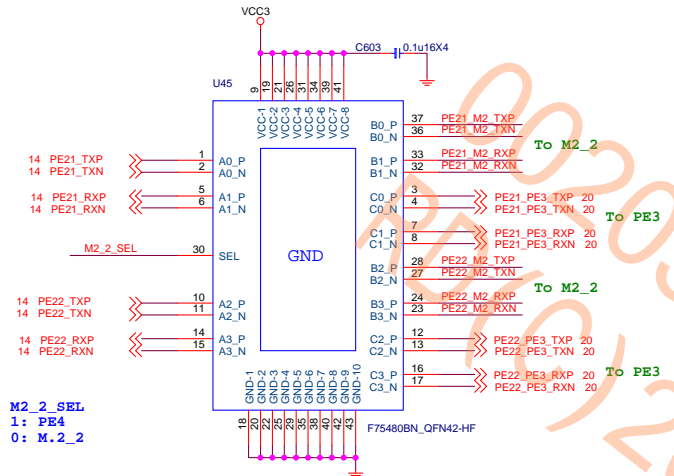 VCC3
C603 0.1u16X4
U45
9 19 21 26 31 34 39 41
VCC-1 VCC-2 VCC-3 VCC-4 VCC-5 VCC-6 VCC-7 VCC-8
14 PE21_TXP 1 A0_P
14 PE21_TXN 2 A0_N
14 PE21_RXP 5 A1_P
14 PE21_RXN 6 A1_N
M2_2_SEL 30 SEL
14 PE22_TXP 10 A2_P
14 PE22_TXN 11 A2_N
14 PE22_RXP 14 A3_P
14 PE22_RXN 15 A3_N
GND
B0_P 37 PE21_M2_TXP
B0_N 36 PE21_M2_TXN
To M2_2
B1_P 33 PE21_M2_RXP
B1_N 32 PE21_M2_RXN
C0_P 3 PE21_PE3_TXP 20
C0_N 4 PE21_PE3_TXN 20
To PE3
C1_P 7 PE21_PE3_RXP 20
C1_N 8 PE21_PE3_RXN 20
B2_P 28 PE22_M2_TXP
B2_N 27 PE22_M2_TXN
To M2_2
B3_P 24 PE22_M2_RXP
B3_N 23 PE22_M2_RXN
C2_P 12 PE22_PE3_TXP 20
C2_N 13 PE22_PE3_TXN 20
To PE3
C3_P 16 PE22_PE3_RXP 20
C3_N 17 PE22_PE3_RXN 20
GND-1 GND-2 GND-3 GND-4 GND-5 GND-6 GND-7 GND-8 GND-9 GND-10
18 20 22 25 29 35 38 40 42 43
F75480BN_QFN42-HF
M2_2_SEL
1: PE4
0: M.2_2
RD(C)20